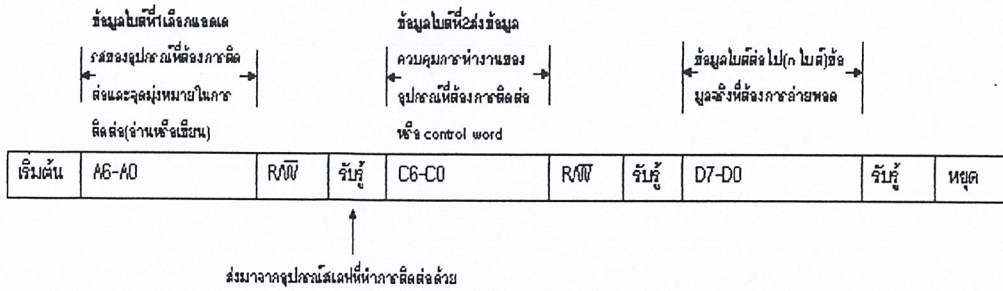 ข้อมูลไบต์ที่1เลือกแอดเด
รสของอุปกรณ์ที่ต้องการติด
ต่อและจุดมุ่งหมายในการ
ติดต่อ(อ่านหรือเขียน)
ข้อมูลไบต์ที่2ส่งข้อมูล
ควบคุมการทำงานของ
อุปกรณ์ที่ต้องการติดต่อ
หรือ control word
ข้อมูลไบต์ต่อไป(n ไบต์)ข้อ
มูลจริงที่ต้องการถ่ายทอด
เริ่มต้น A6-A0 R/W̅ รับรู้ C6-C0 R/W̅ รับรู้ D7-D0 รับรู้ หยุด
ส่งมาจากอุปกรณ์สเลฟที่ทำการติดต่อด้วย